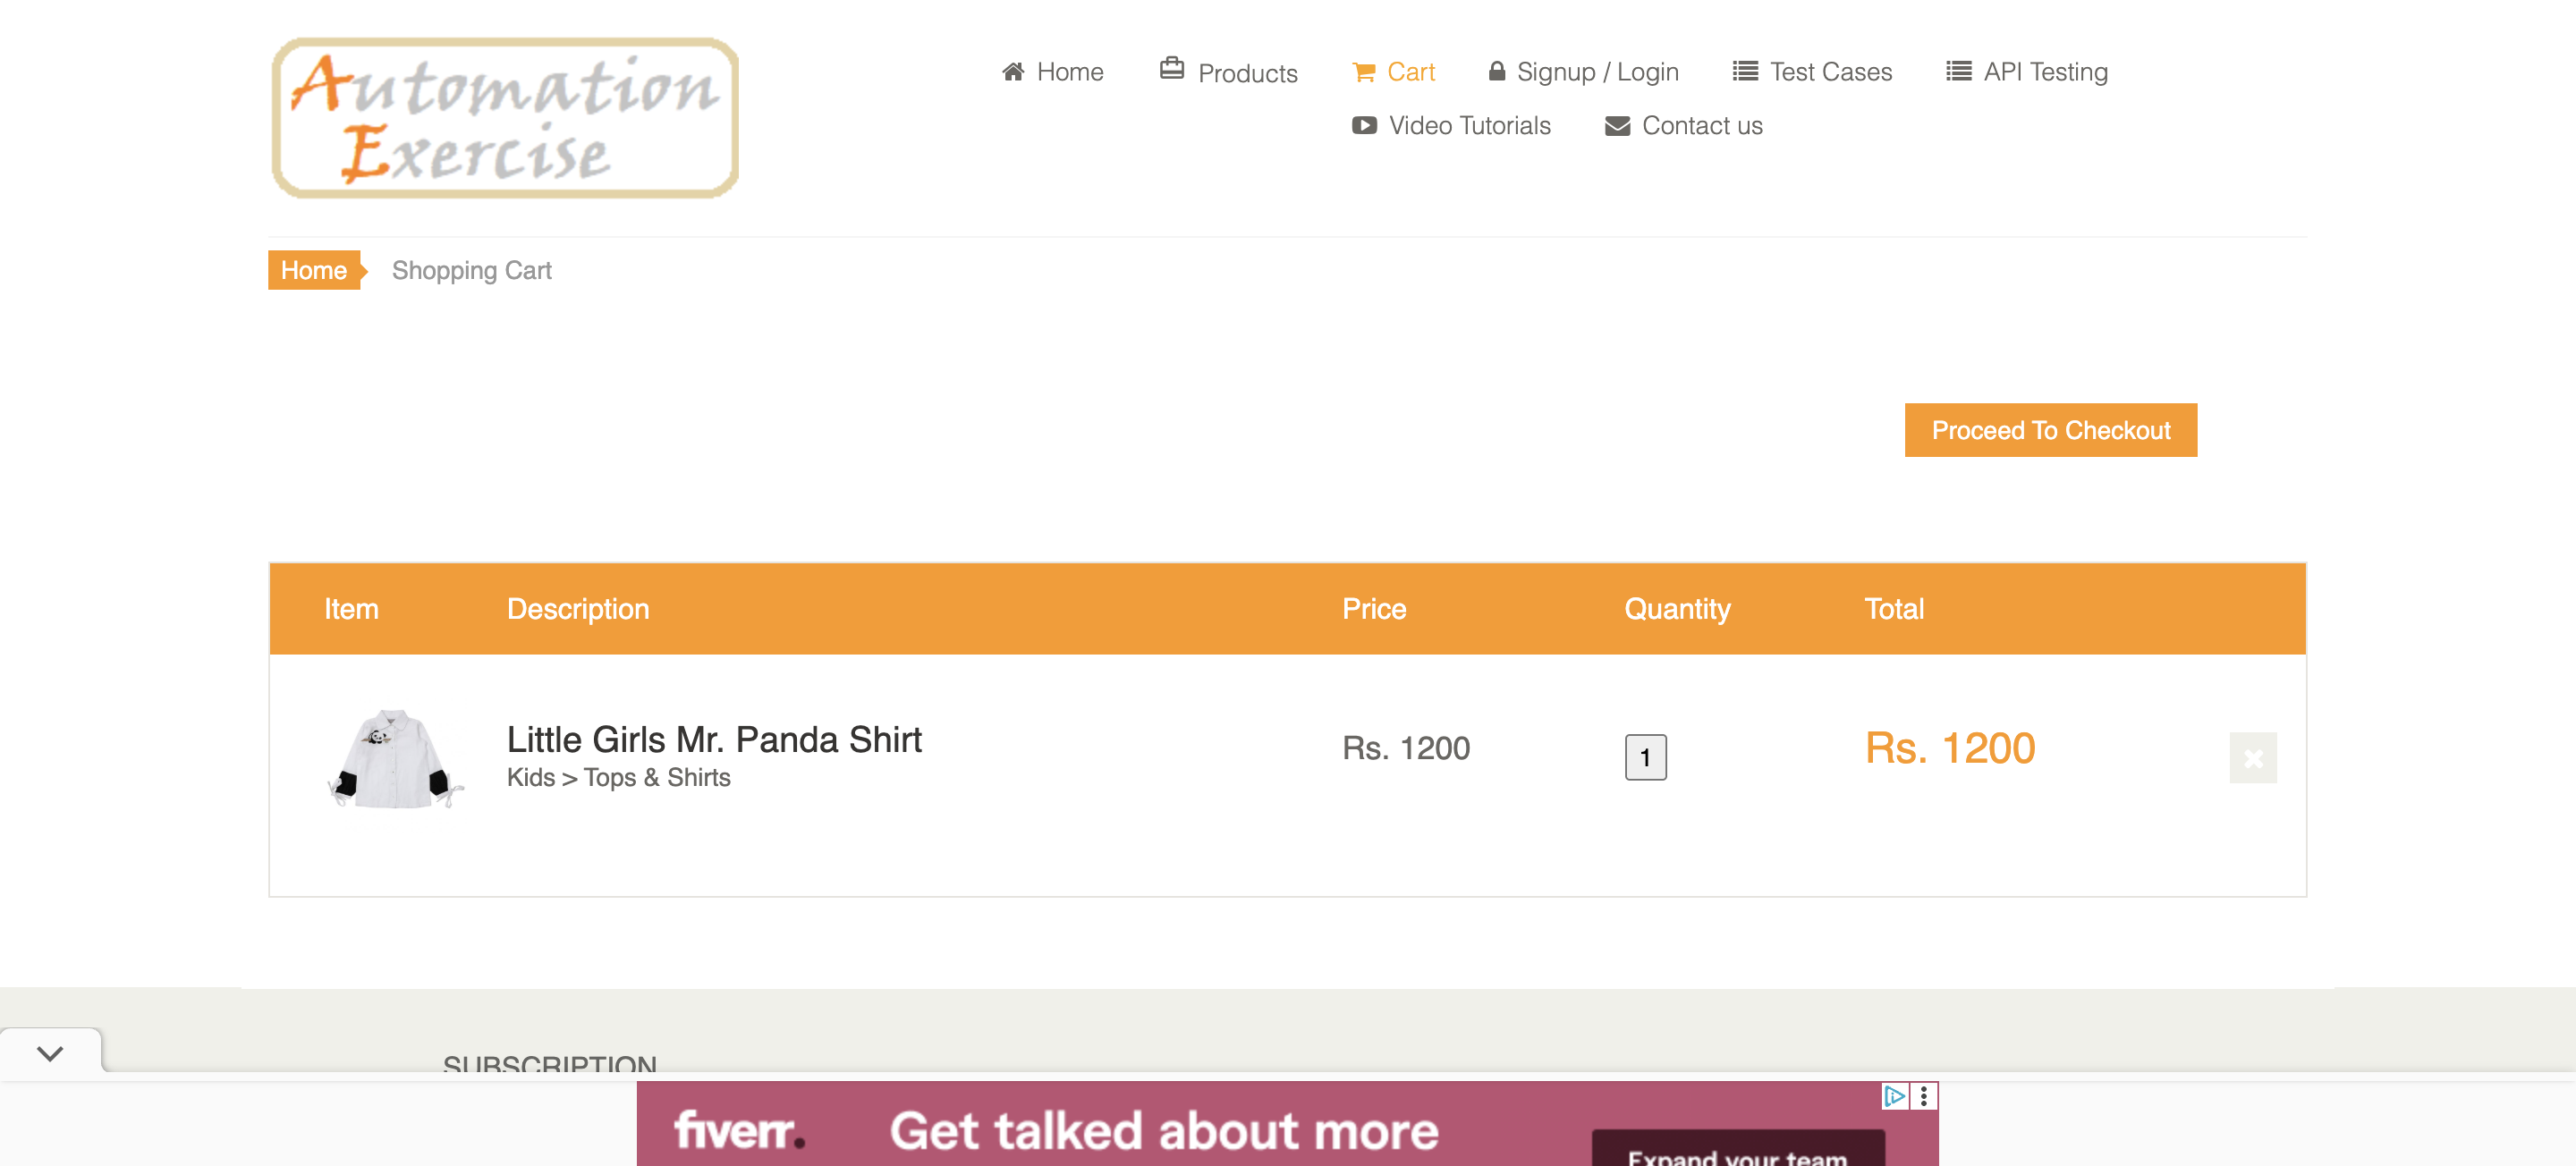 Automation
Exercise
Home
Products
Cart
Signup / Login
Test Cases
API Testing
Video Tutorials
Contact us
Home
Shopping Cart
Proceed To Checkout
Item Description Price Quantity Total
Little Girls Mr. Panda Shirt
Kids > Tops & Shirts
Rs. 1200
1
Rs. 1200
SUBSCRIPTION
fiverr.
Get talked about more
Expand your team